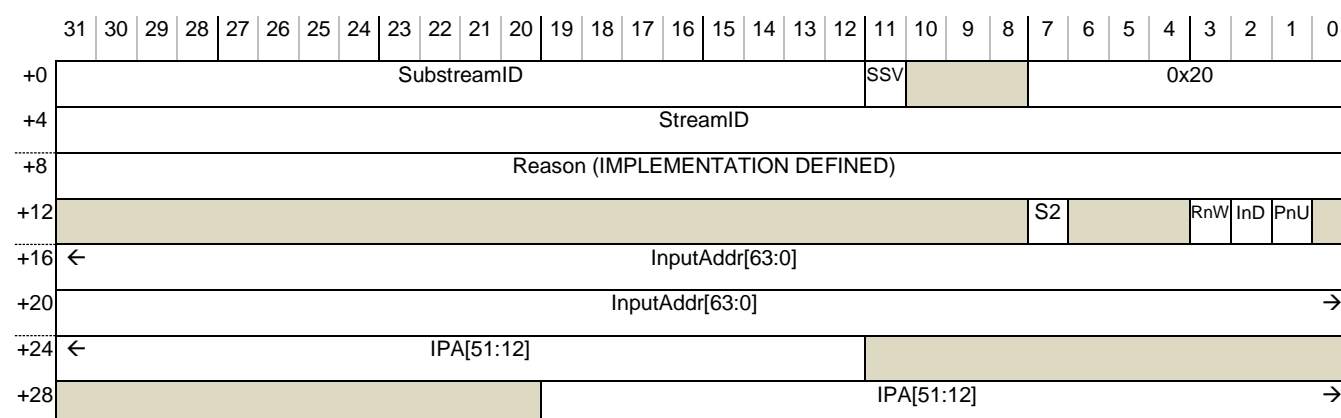 31 30 29 28 27 26 25 24 23 22 21 20 19 18 17 16 15 14 13 12 11 10 9 8 7 6 5 4 3 2 1 0
+0 SubstreamID SSV 0x20
+4 StreamID
+8 Reason (IMPLEMENTATION DEFINED)
+12 S2 RnW InD PnU
+16 ← InputAddr[63:0]
+20 InputAddr[63:0] →
+24 ← IPA[51:12]
+28 IPA[51:12] →